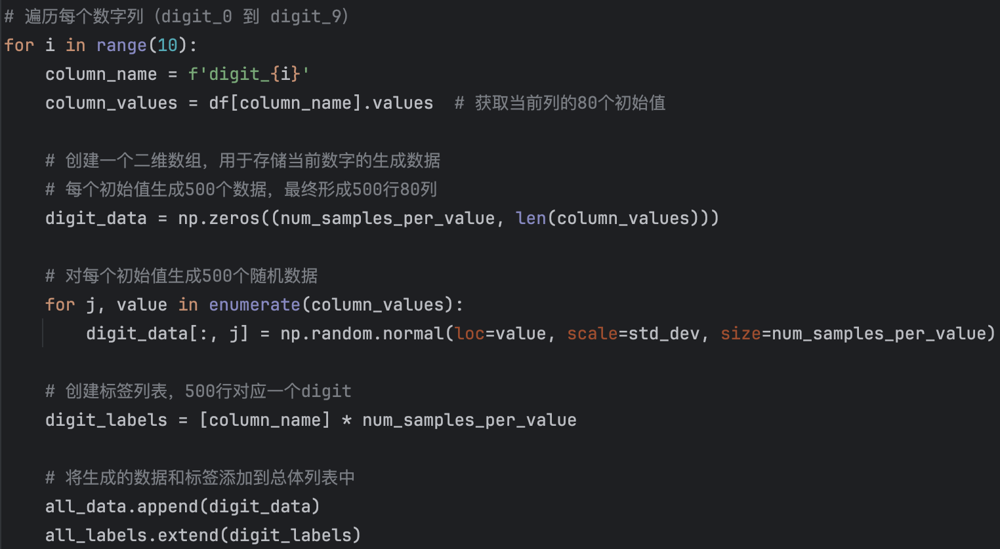 # 遍历每个数字列（digit_0 到 digit_9）
for i in range(10):
    column_name = f'digit_{i}'
    column_values = df[column_name].values  # 获取当前列的80个初始值
    # 创建一个二维数组，用于存储当前数字的生成数据
    # 每个初始值生成500个数据，最终形成500行80列
    digit_data = np.zeros((num_samples_per_value, len(column_values)))
    # 对每个初始值生成500个随机数据
    for j, value in enumerate(column_values):
        digit_data[:, j] = np.random.normal(loc=value, scale=std_dev, size=num_samples_per_value)
    # 创建标签列表，500行对应一个digit
    digit_labels = [column_name] * num_samples_per_value
    # 将生成的数据和标签添加到总体列表中
    all_data.append(digit_data)
    all_labels.extend(digit_labels)